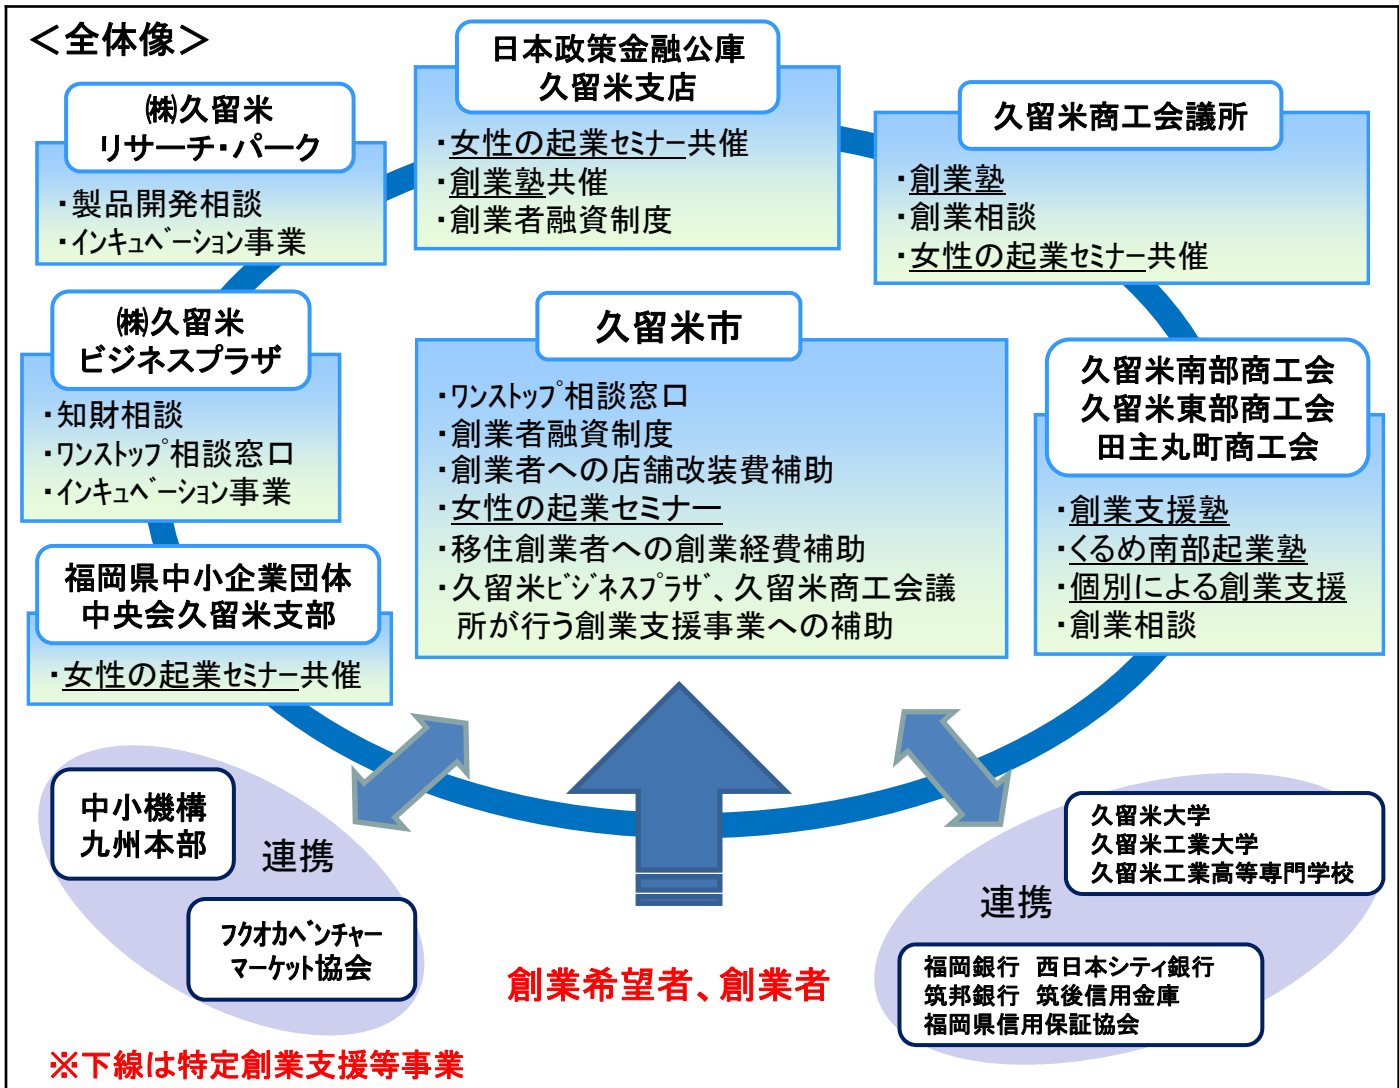 ＜全体像＞
日本政策金融公庫
久留米支店
・女性の起業セミナー共催
・創業塾共催
・創業者融資制度
㈱久留米
リサーチ・パーク
・製品開発相談
・インキュベーション事業
久留米商工会議所
・創業塾
・創業相談
・女性の起業セミナー共催
㈱久留米
ビジネスプラザ
・知財相談
・ワンストップ相談窓口
・インキュベーション事業
久留米市
・ワンストップ相談窓口
・創業者融資制度
・創業者への店舗改装費補助
・女性の起業セミナー
・移住創業者への創業経費補助
・久留米ビジネスプラザ、久留米商工会議
所が行う創業支援事業への補助
久留米南部商工会
久留米東部商工会
田主丸町商工会
・創業支援塾
・くるめ南部起業塾
・個別による創業支援
・創業相談
福岡県中小企業団体
中央会久留米支部
・女性の起業セミナー共催
中小機構
九州本部
連携
フクオカベンチャー
マーケット協会
創業希望者、創業者
久留米大学
久留米工業大学
久留米工業高等専門学校
連携
福岡銀行 西日本シティ銀行
筑邦銀行 筑後信用金庫
福岡県信用保証協会
※下線は特定創業支援等事業